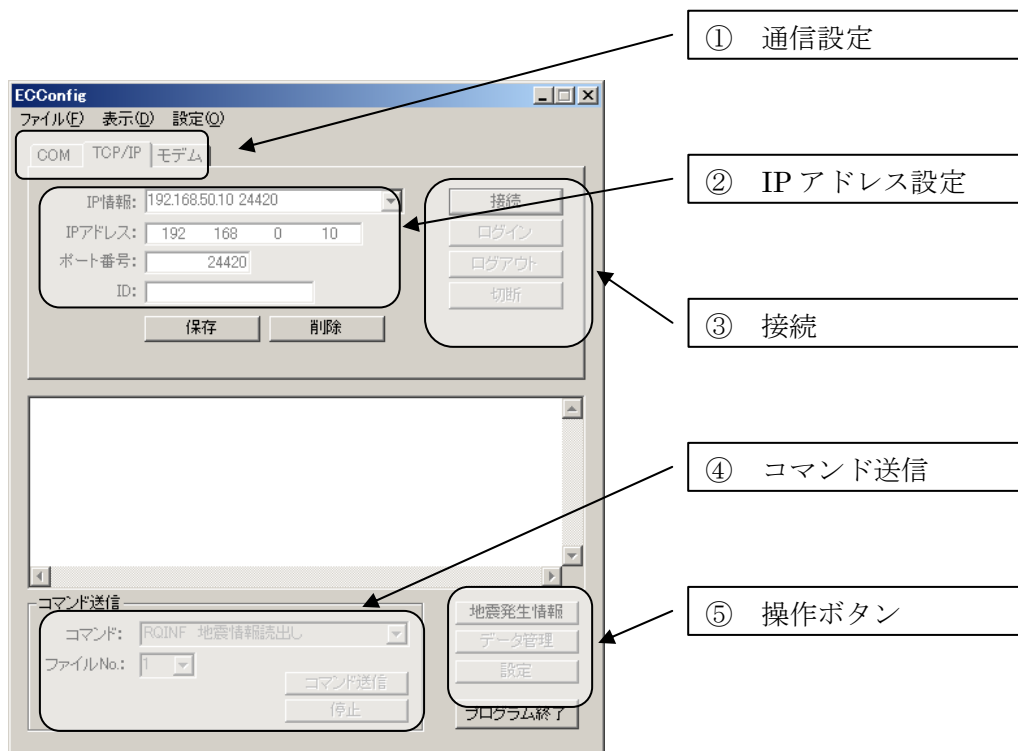 ① 通信設定
ECConfig
ファイル(F) 表示(D) 設定(O)
COM TCP/IP モデム
② IP アドレス設定
IP情報: 192.168.50.10 24420
接続
IPアドレス: 192 168 0 10
ログイン
ポート番号: 24420
ログアウト
ID:
切断
保存 削除
③ 接続
④ コマンド送信
コマンド送信
コマンド: RQINF 地震情報読出し
ファイルNo.: 1
コマンド送信
停止
地震発生情報
データ管理
設定
プログラム終了
⑤ 操作ボタン